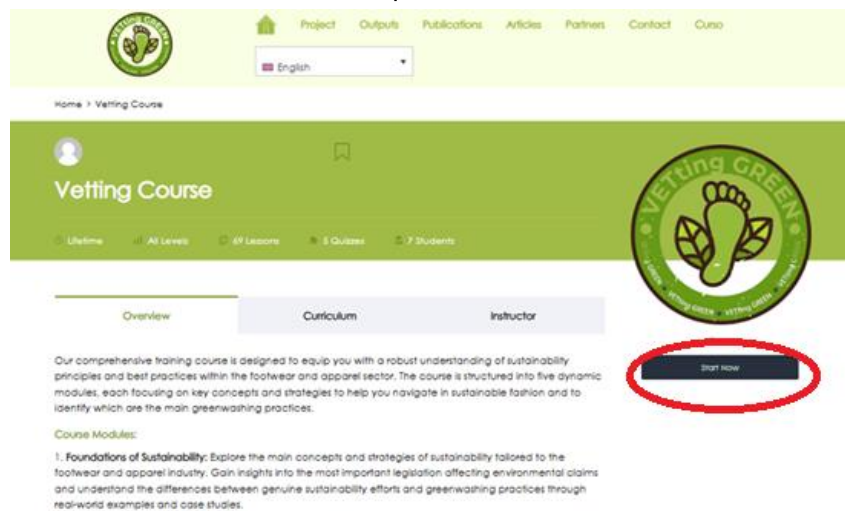 VETting GREEN
Project Outputs Publications Articles Partners Contact Curso
English
Home > Vetting Course
Vetting Course
Lifetime All Levels 69 Lessons 5 Quizzes 7 Students
VETting GREEN
Overview Curriculum Instructor
Start Now
Our comprehensive training course is designed to equip you with a robust understanding of sustainability
principles and best practices within the footwear and apparel sector. The course is structured into five dynamic
modules, each focusing on key concepts and strategies to help you navigate in sustainable fashion and to
identify which are the main greenwashing practices.
Course Modules:
1. Foundations of Sustainability: Explore the main concepts and strategies of sustainability tailored to the
footwear and apparel industry. Gain insights into the most important legislation affecting environmental claims
and understand the differences between genuine sustainability efforts and greenwashing practices through
real-world examples and case studies.